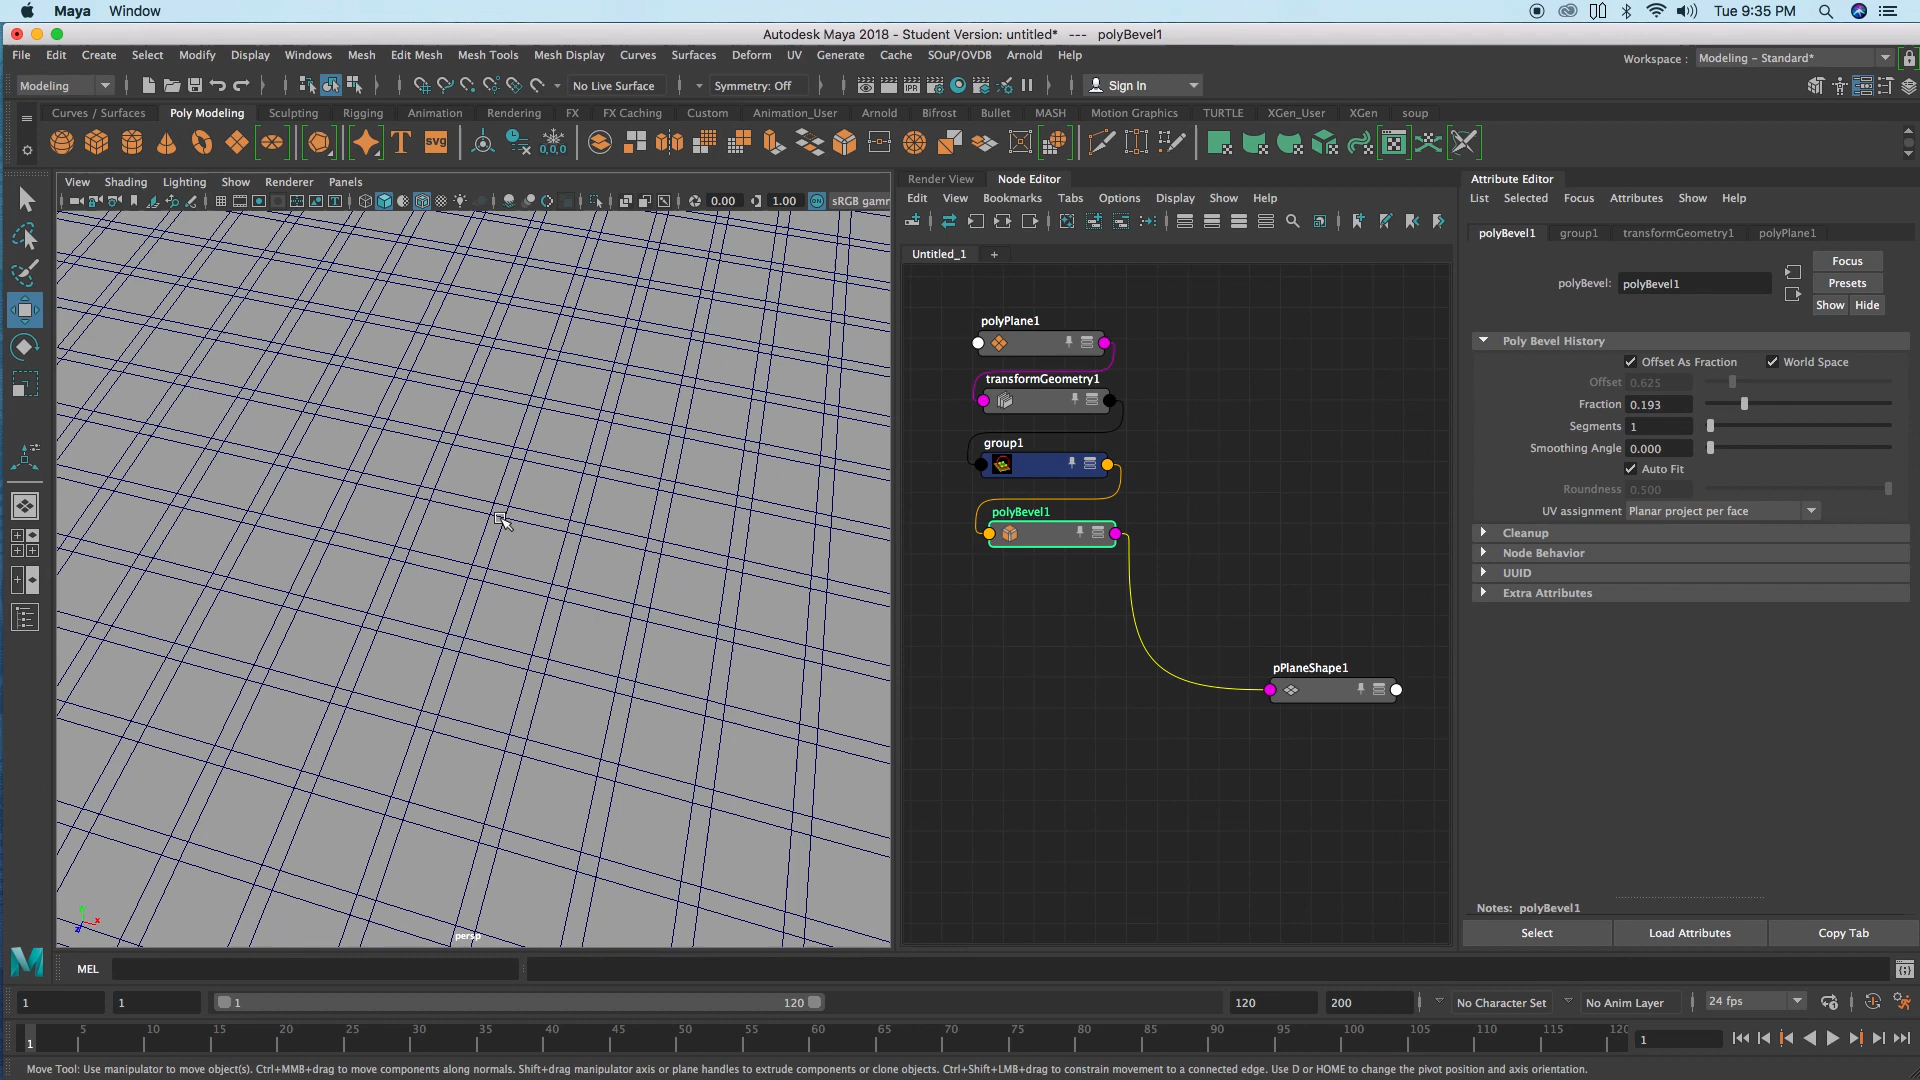 Maya Window Tue 9:35 PM
Autodesk Maya 2018 - Student Version: untitled* --- polyBevel1
File Edit Create Select Modify Display Windows Mesh Edit Mesh Mesh Tools Mesh Display Curves Surfaces Deform UV Generate Cache SOuP/OVDB Arnold Help
Workspace : Modeling - Standard*
Modeling No Live Surface Symmetry: Off IPR Sign In
Curves / Surfaces Poly Modeling Sculpting Rigging Animation Rendering FX FX Caching Custom Animation_User Arnold Bifrost Bullet MASH Motion Graphics TURTLE XGen_User XGen soup
T SVG 0,0,0
View Shading Lighting Show Renderer Panels
0.00 1.00 sRGB gamm
Render View Node Editor
Edit View Bookmarks Tabs Options Display Show Help
Untitled_1 +
polyPlane1
transformGeometry1
group1
polyBevel1
pPlaneShape1
persp
Attribute Editor
List Selected Focus Attributes Show Help
polyBevel1 group1 transformGeometry1 polyPlane1
Focus
polyBevel: polyBevel1 Presets
Show Hide
Poly Bevel History
Offset As Fraction World Space
Offset 0.625
Fraction 0.193
Segments 1
Smoothing Angle 0.000
Auto Fit
Roundness 0.500
UV assignment Planar project per face
Cleanup
Node Behavior
UUID
Extra Attributes
Notes: polyBevel1
Select Load Attributes Copy Tab
MEL
1 1 1 120 120 200 No Character Set No Anim Layer 24 fps
5 10 15 20 25 30 35 40 45 50 55 60 65 70 75 80 85 90 95 100 105 110 115 120
1 1
Move Tool: Use manipulator to move object(s). Ctrl+MMB+drag to move components along normals. Shift+drag manipulator axis or plane handles to extrude components or clone objects. Ctrl+Shift+LMB+drag to constrain movement to a connected edge. Use D or HOME to change the pivot position and axis orientation.